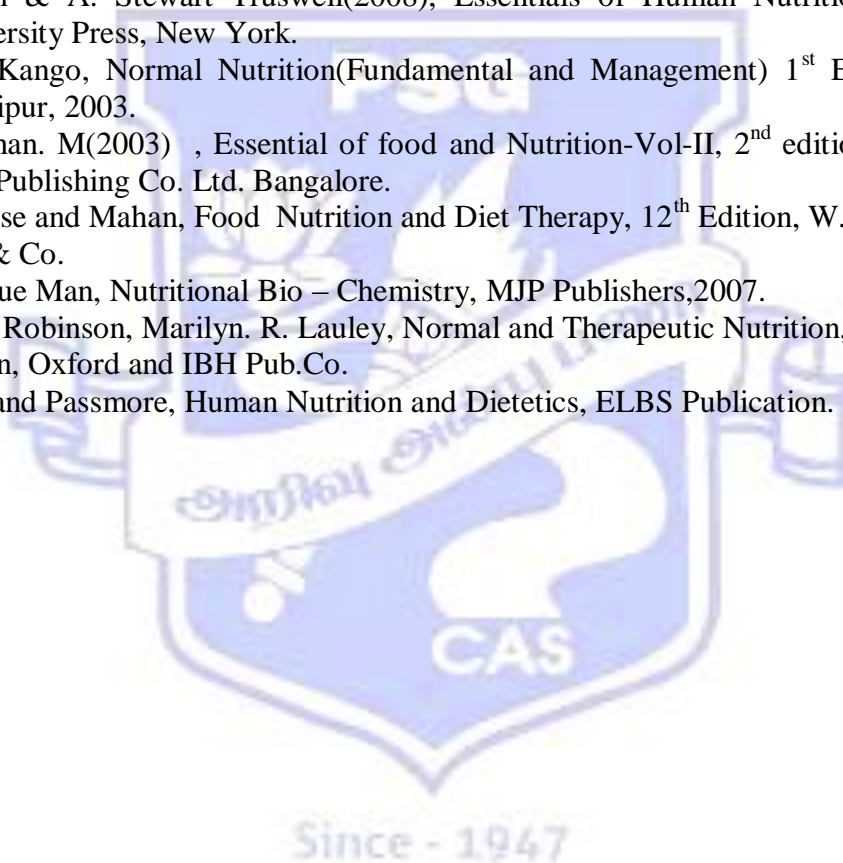 & A. Stewart Truswell(2008), Essentials of Human Nutritio
ersity Press, New York.
Kango, Normal Nutrition(Fundamental and Management) 1st E
ipur, 2003.
nan. M(2003) , Essential of food and Nutrition-Vol-II, 2nd editio
Publishing Co. Ltd. Bangalore.
se and Mahan, Food Nutrition and Diet Therapy, 12th Edition, W.
& Co.
ue Man, Nutritional Bio – Chemistry, MJP Publishers,2007.
Robinson, Marilyn. R. Lauley, Normal and Therapeutic Nutrition,
n, Oxford and IBH Pub.Co.
and Passmore, Human Nutrition and Dietetics, ELBS Publication.
PSG
அறிவு
CAS
Since - 1947